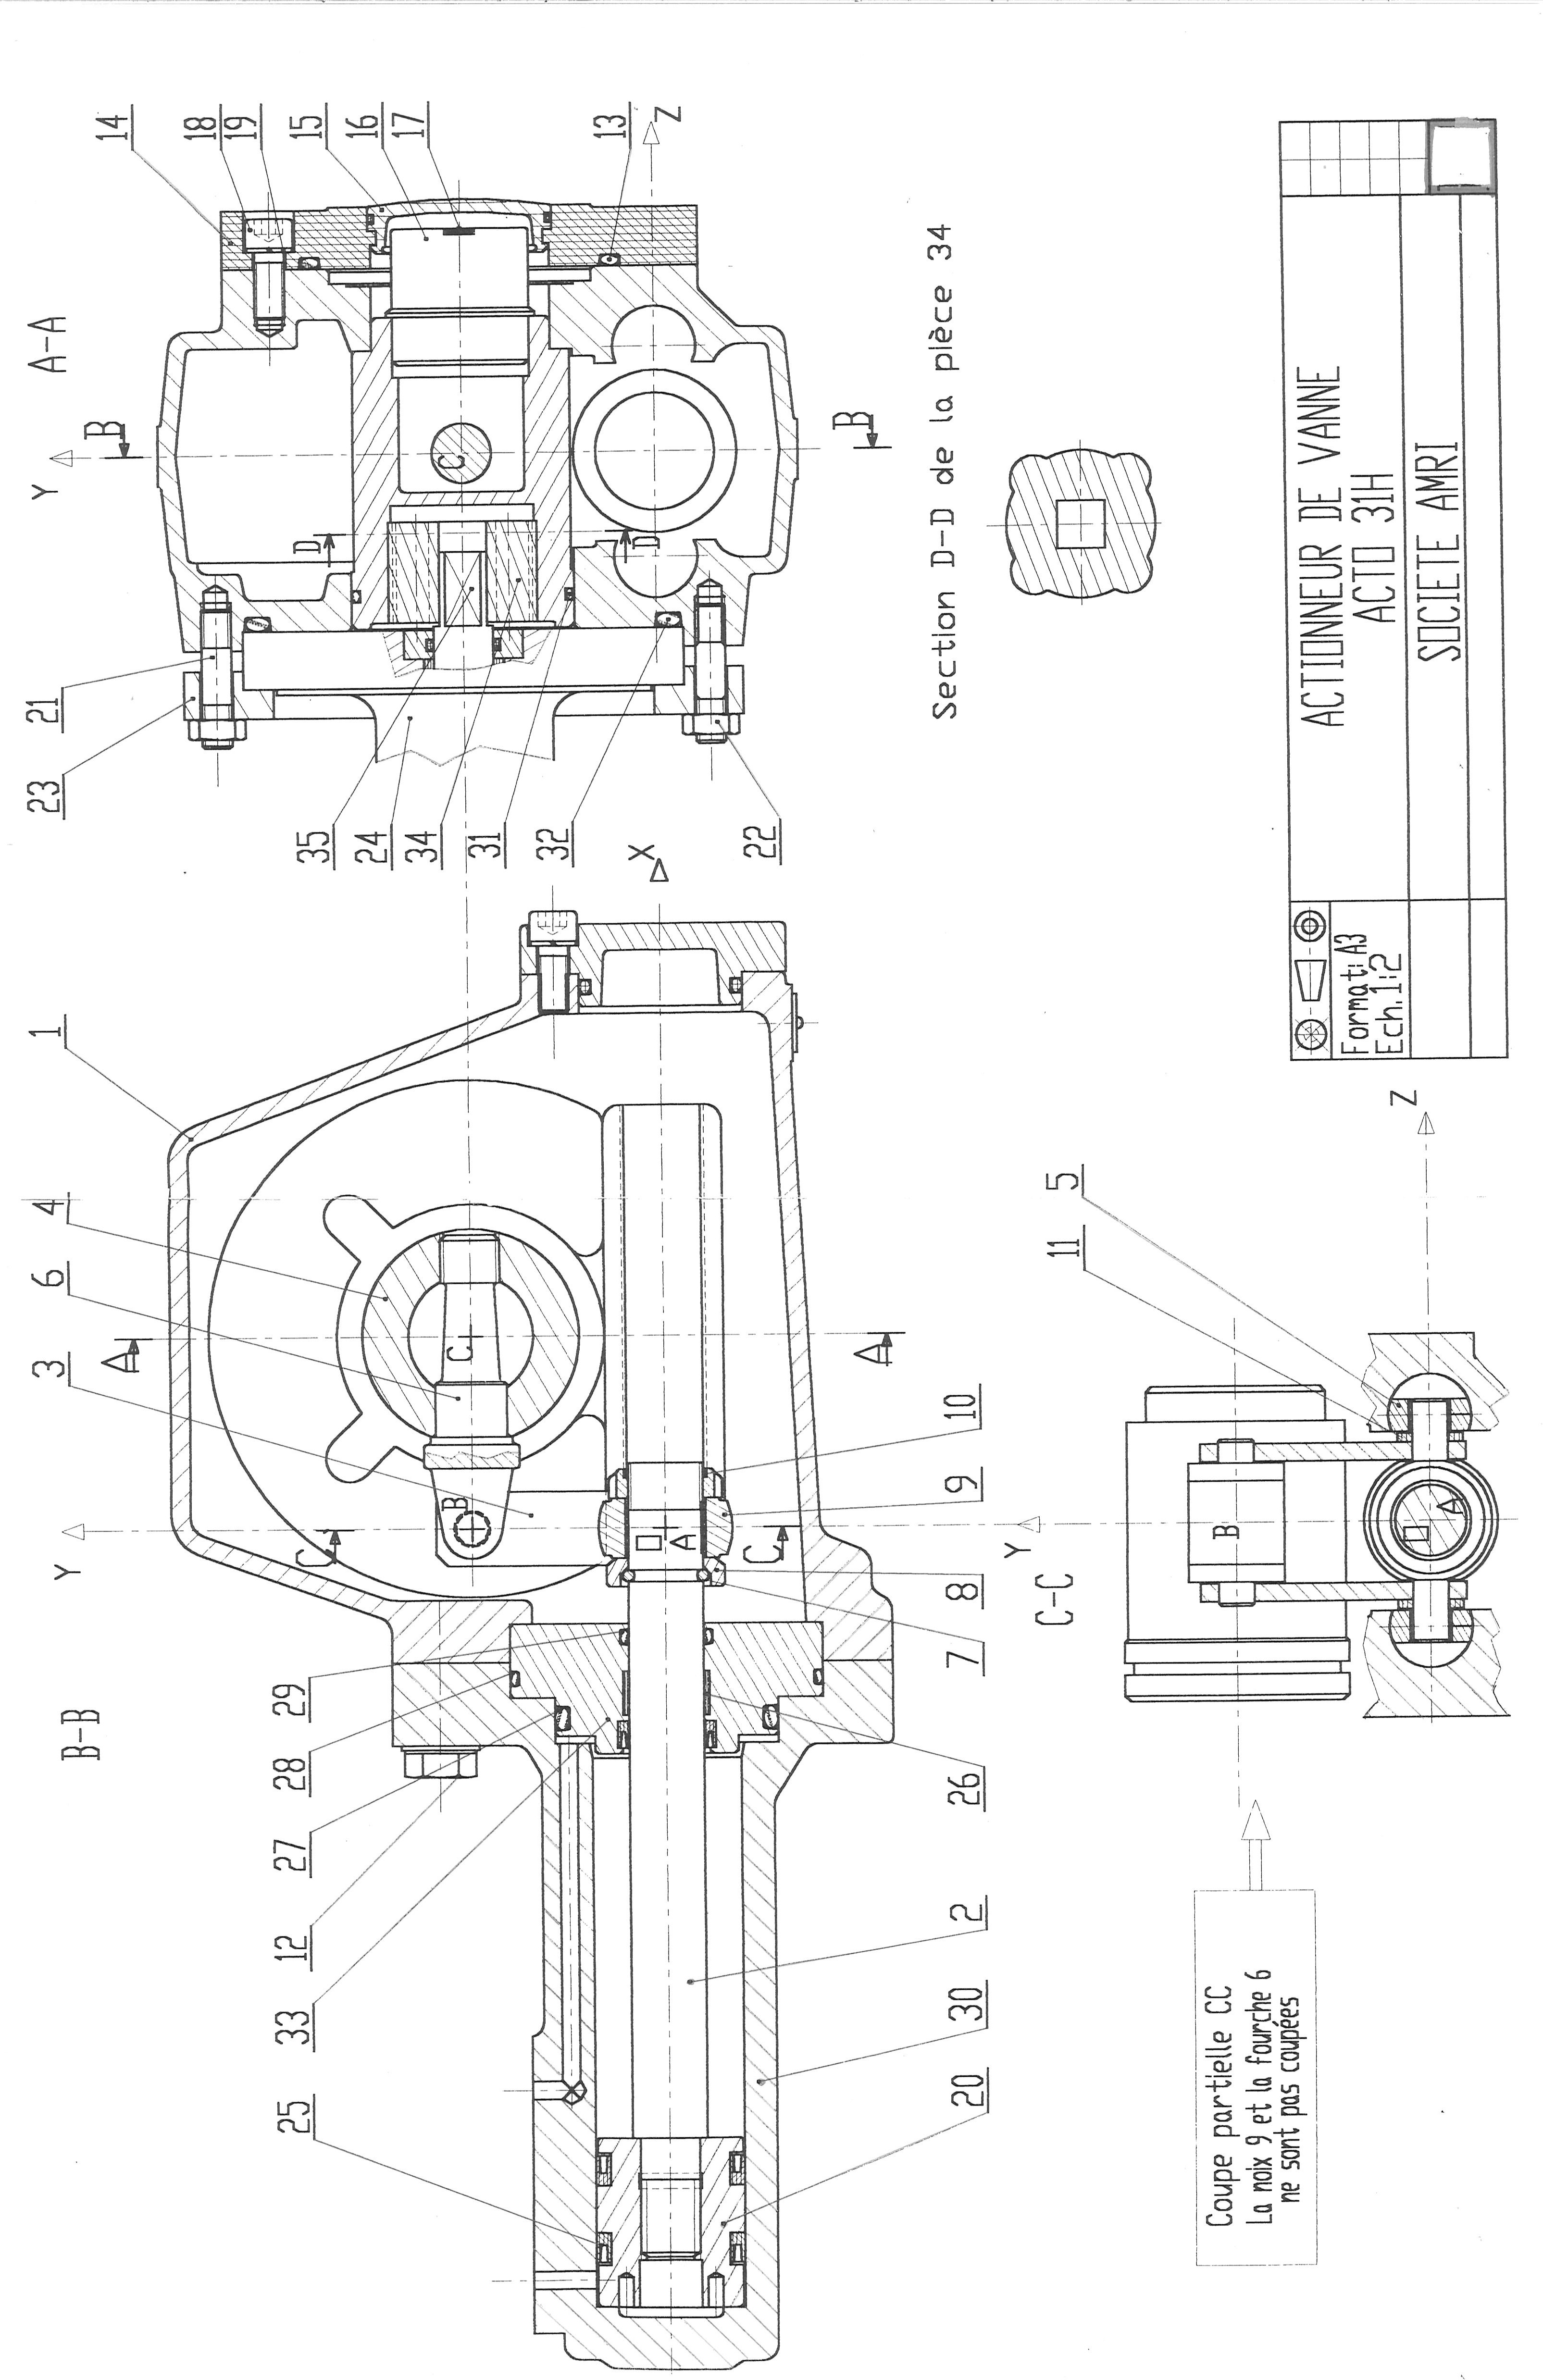 B-B
A-A
C-C
1
4
6
3
Y
A
A
C
B
C
C
A
O
X
10
9
8
7
29
28
27
12
33
25
26
2
30
20
14
18
19
15
16
17
13
Z
Y
B
B
C
D
D
21
23
35
24
34
31
32
22
Section D-D de la pièce 34
11
5
Z
Y
B
O
A
Coupe partielle CC
La noix 9 et la fourche 6
ne sont pas coupées
ACTIONNEUR DE VANNE
ACTO 31H
SOCIETE AMRI
Format: A3
Ech.1:2